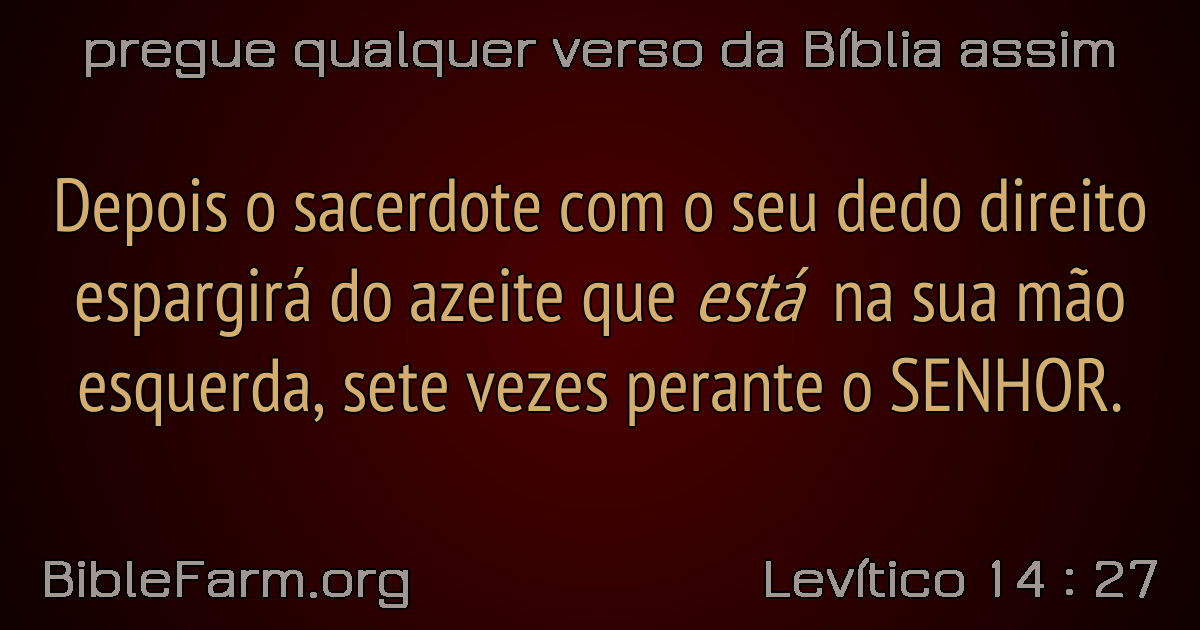 pregue qualquer verso da Bíblia assim
Depois o sacerdote com o seu dedo direito
espargirá do azeite que está na sua mão
esquerda, sete vezes perante o SENHOR.
BibleFarm.org
Levítico 14 : 27